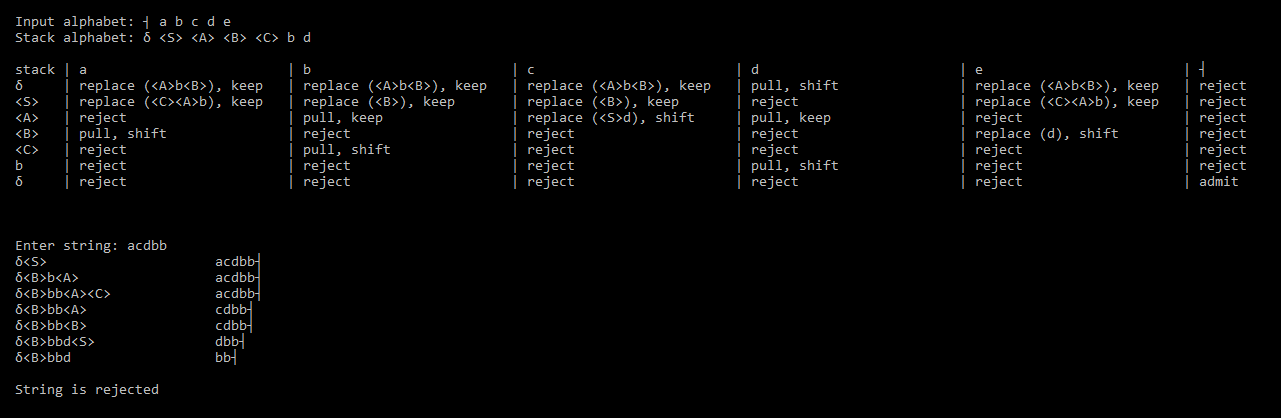 Input alphabet: ┤ a b c d e
Stack alphabet: δ <S> <A> <B> <C> b d
stack | a | b | c | d | e | ┤
δ | replace (<A>b<B>), keep | replace (<A>b<B>), keep | replace (<A>b<B>), keep | pull, shift | replace (<A>b<B>), keep | reject
<S> | replace (<C><A>b), keep | replace (<B>), keep | replace (<B>), keep | reject | replace (<C><A>b), keep | reject
<A> | reject | pull, keep | replace (<S>d), shift | pull, keep | reject | reject
<B> | pull, shift | reject | reject | reject | replace (d), shift | reject
<C> | reject | pull, shift | reject | reject | reject | reject
b | reject | reject | reject | pull, shift | reject | reject
δ | reject | reject | reject | reject | reject | admit
Enter string: acdbb
δ<S> acdbb┤
δ<B>b<A> acdbb┤
δ<B>bb<A><C> acdbb┤
δ<B>bb<A> cdbb┤
δ<B>bb<B> cdbb┤
δ<B>bbd<S> dbb┤
δ<B>bbd bb┤
String is rejected